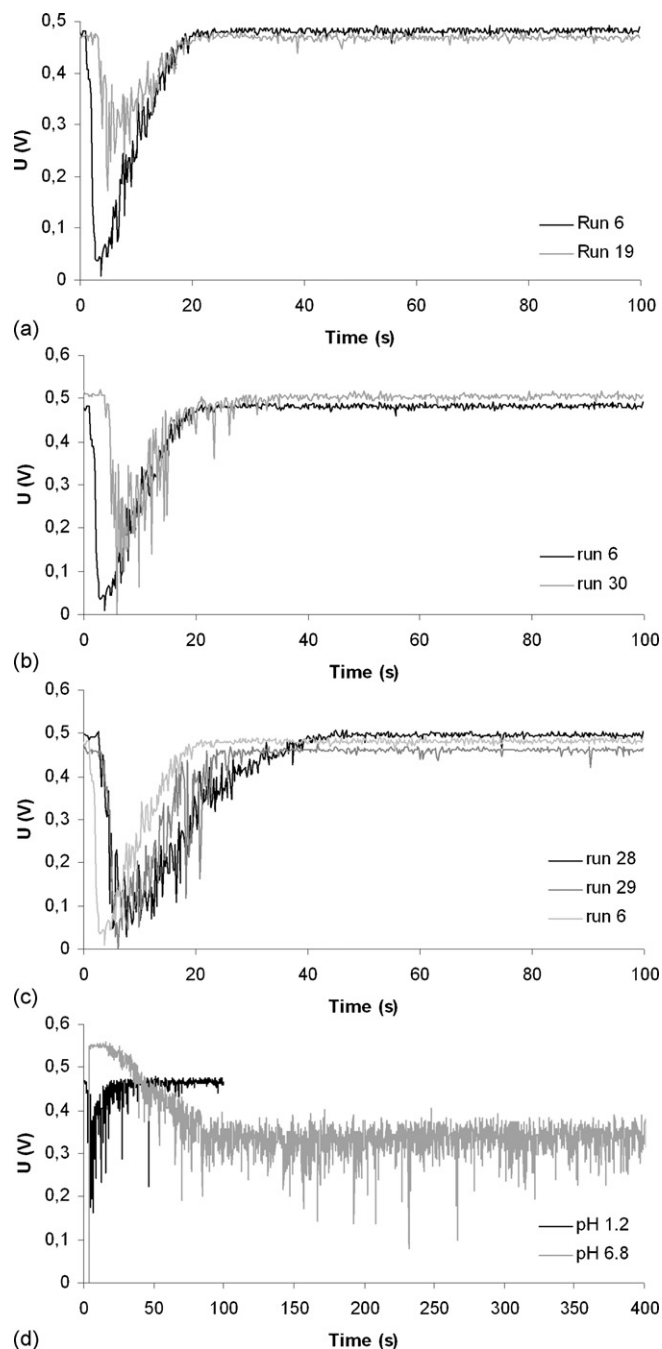 0,5
0,4
0,3
0,2
0,1
0
U (V)
Run 6
Run 19
0 20 40 60 80 100
(a)
Time (s)
0,6
0,5
0,4
0,3
0,2
0,1
0
U (V)
run 6
run 30
0 20 40 60 80 100
(b)
Time (s)
0,6
0,5
0,4
0,3
0,2
0,1
0
U (V)
run 28
run 29
run 6
0 20 40 60 80 100
(c)
Time (s)
0,6
0,5
0,4
0,3
0,2
0,1
0
U (V)
pH 1.2
pH 6.8
0 50 100 150 200 250 300 350 400
(d)
Time (s)